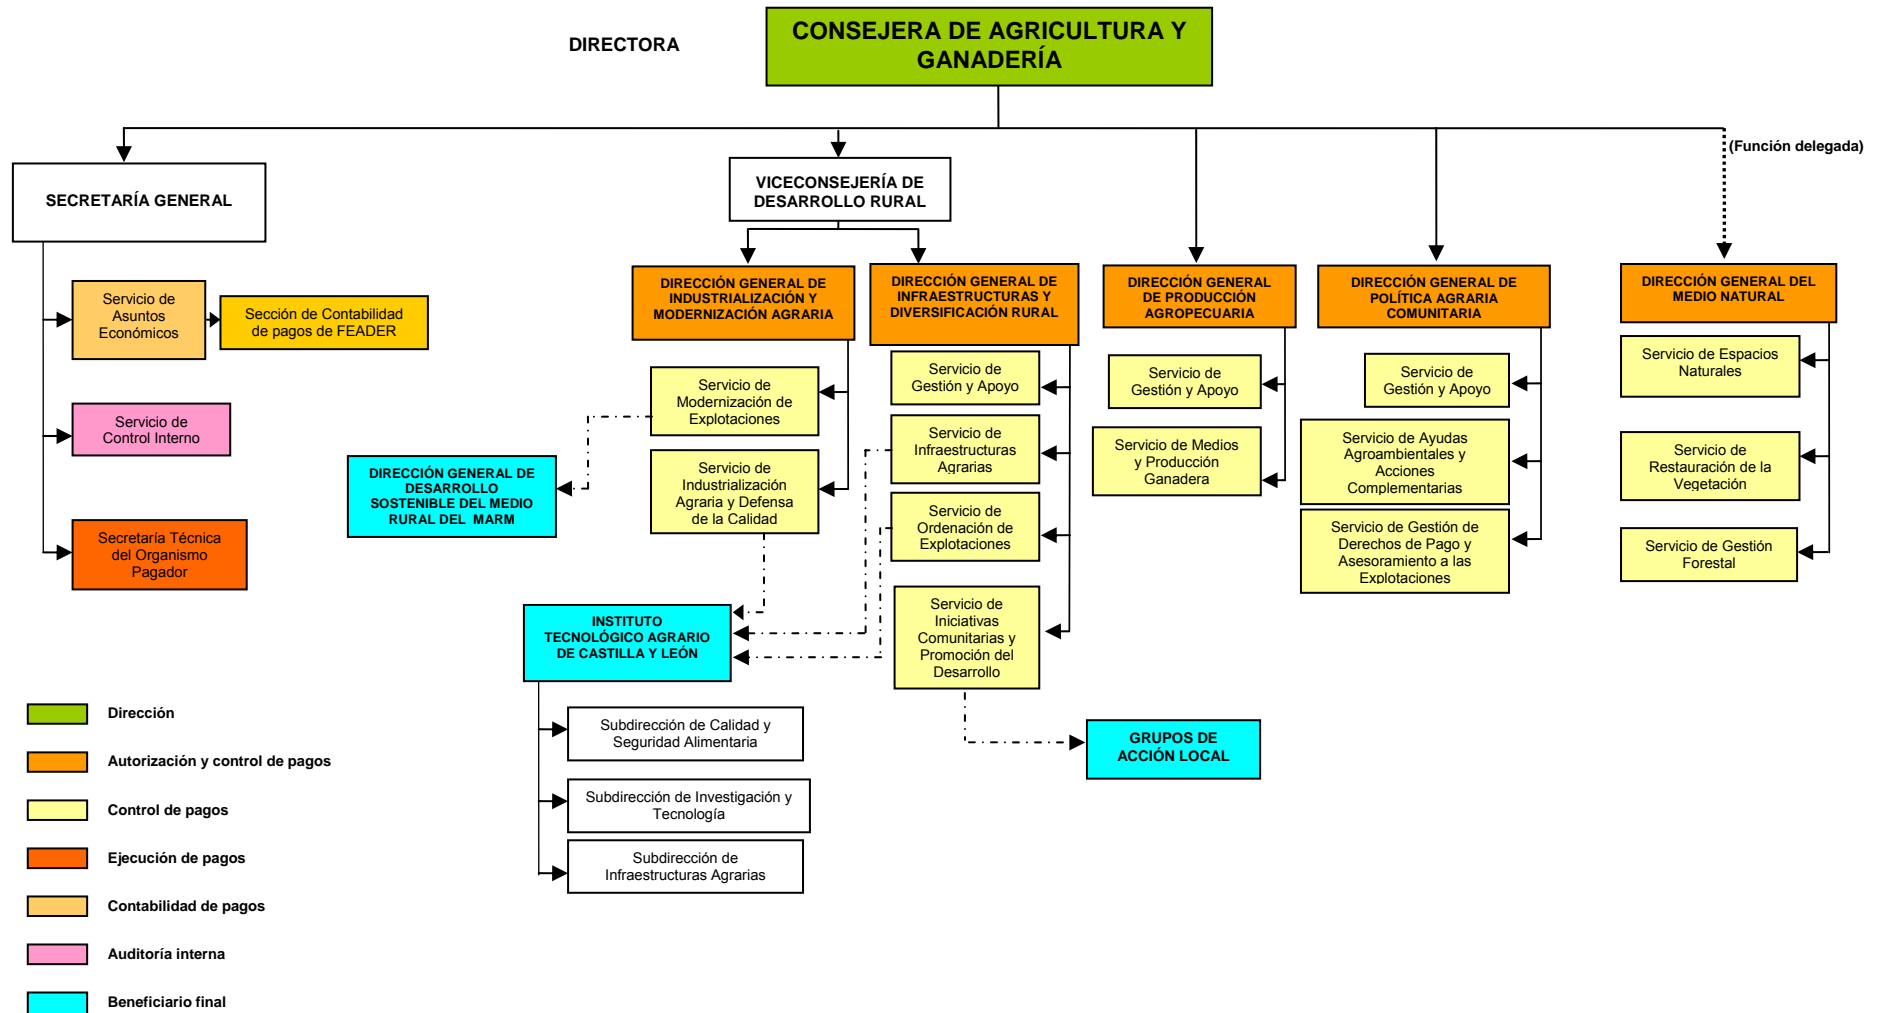 DIRECTORA
CONSEJERA DE AGRICULTURA Y
GANADERÍA
(Función delegada)
SECRETARÍA GENERAL
VICECONSEJERÍA DE
DESARROLLO RURAL
Servicio de
Asuntos
Económicos
Sección de Contabilidad
de pagos de FEADER
Servicio de
Control Interno
Secretaría Técnica
del Organismo
Pagador
DIRECCIÓN GENERAL DE
INDUSTRIALIZACIÓN Y
MODERNIZACIÓN AGRARIA
Servicio de
Modernización de
Explotaciones
Servicio de
Industrialización
Agraria y Defensa
de la Calidad
DIRECCIÓN GENERAL DE
DESARROLLO
SOSTENIBLE DEL MEDIO
RURAL DEL MARM
DIRECCIÓN GENERAL DE
INFRAESTRUCTURAS Y
DIVERSIFICACIÓN RURAL
Servicio de
Gestión y Apoyo
Servicio de
Infraestructuras
Agrarias
Servicio de
Ordenación de
Explotaciones
Servicio de
Iniciativas
Comunitarias y
Promoción del
Desarrollo
DIRECCIÓN GENERAL
DE PRODUCCIÓN
AGROPECUARIA
Servicio de
Gestión y Apoyo
Servicio de Medios
y Producción
Ganadera
DIRECCIÓN GENERAL DE
POLÍTICA AGRARIA
COMUNITARIA
Servicio de
Gestión y Apoyo
Servicio de Ayudas
Agroambientales y
Acciones
Complementarias
Servicio de Gestión de
Derechos de Pago y
Asesoramiento a las
Explotaciones
DIRECCIÓN GENERAL DEL
MEDIO NATURAL
Servicio de Espacios
Naturales
Servicio de
Restauración de la
Vegetación
Servicio de Gestión
Forestal
INSTITUTO
TECNOLÓGICO AGRARIO
DE CASTILLA Y LEÓN
Subdirección de Calidad y
Seguridad Alimentaria
Subdirección de Investigación y
Tecnología
Subdirección de
Infraestructuras Agrarias
GRUPOS DE
ACCIÓN LOCAL
Dirección
Autorización y control de pagos
Control de pagos
Ejecución de pagos
Contabilidad de pagos
Auditoría interna
Beneficiario final